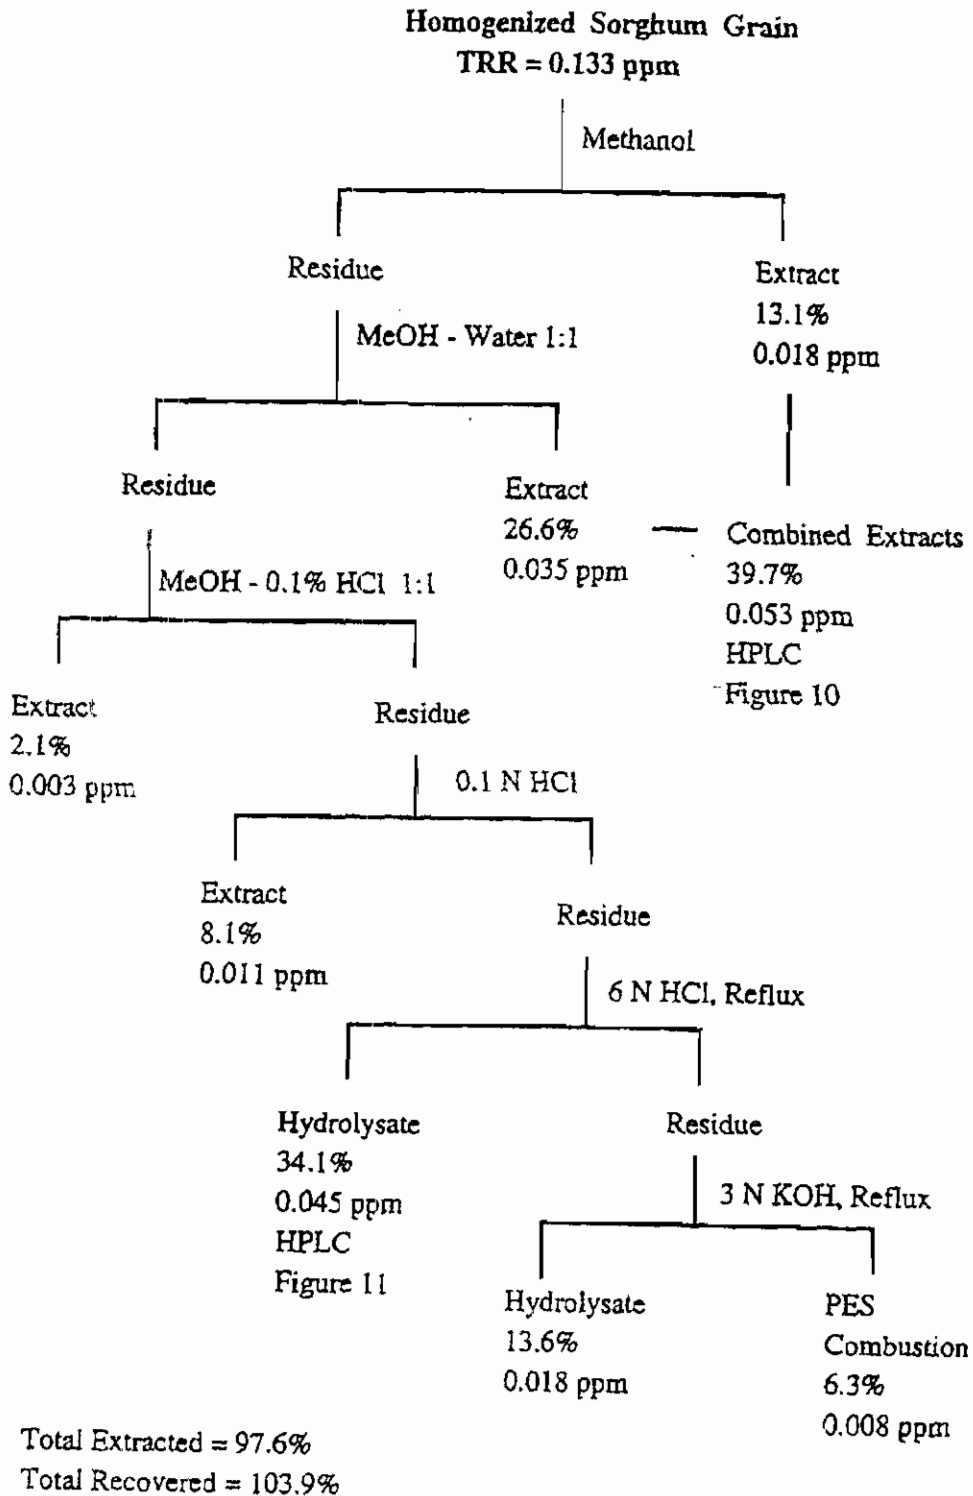 Homogenized Sorghum Grain
TRR = 0.133 ppm
Methanol
Residue
Extract
13.1%
0.018 ppm
MeOH - Water 1:1
Residue
Extract
26.6%
0.035 ppm
Combined Extracts
39.7%
0.053 ppm
HPLC
Figure 10
MeOH - 0.1% HCl 1:1
Extract
2.1%
0.003 ppm
Residue
0.1 N HCl
Extract
8.1%
0.011 ppm
Residue
6 N HCl, Reflux
Hydrolysate
34.1%
0.045 ppm
HPLC
Figure 11
Residue
3 N KOH, Reflux
Hydrolysate
13.6%
0.018 ppm
PES
Combustion
6.3%
0.008 ppm
Total Extracted = 97.6%
Total Recovered = 103.9%